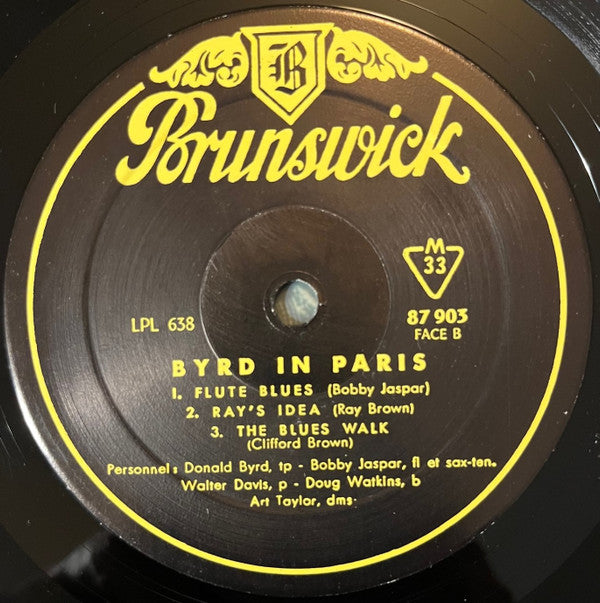 B
Brunswick
M
33
LPL 638
87 903
FACE B
BYRD IN PARIS
1. FLUTE BLUES (Bobby Jaspar)
2. RAY'S IDEA (Ray Brown)
3. THE BLUES WALK
(Clifford Brown)
Personnel: Donald Byrd, tp - Bobby Jaspar, fl et sax-ten.
Walter Davis, p - Doug Watkins, b
Art Taylor, dms.